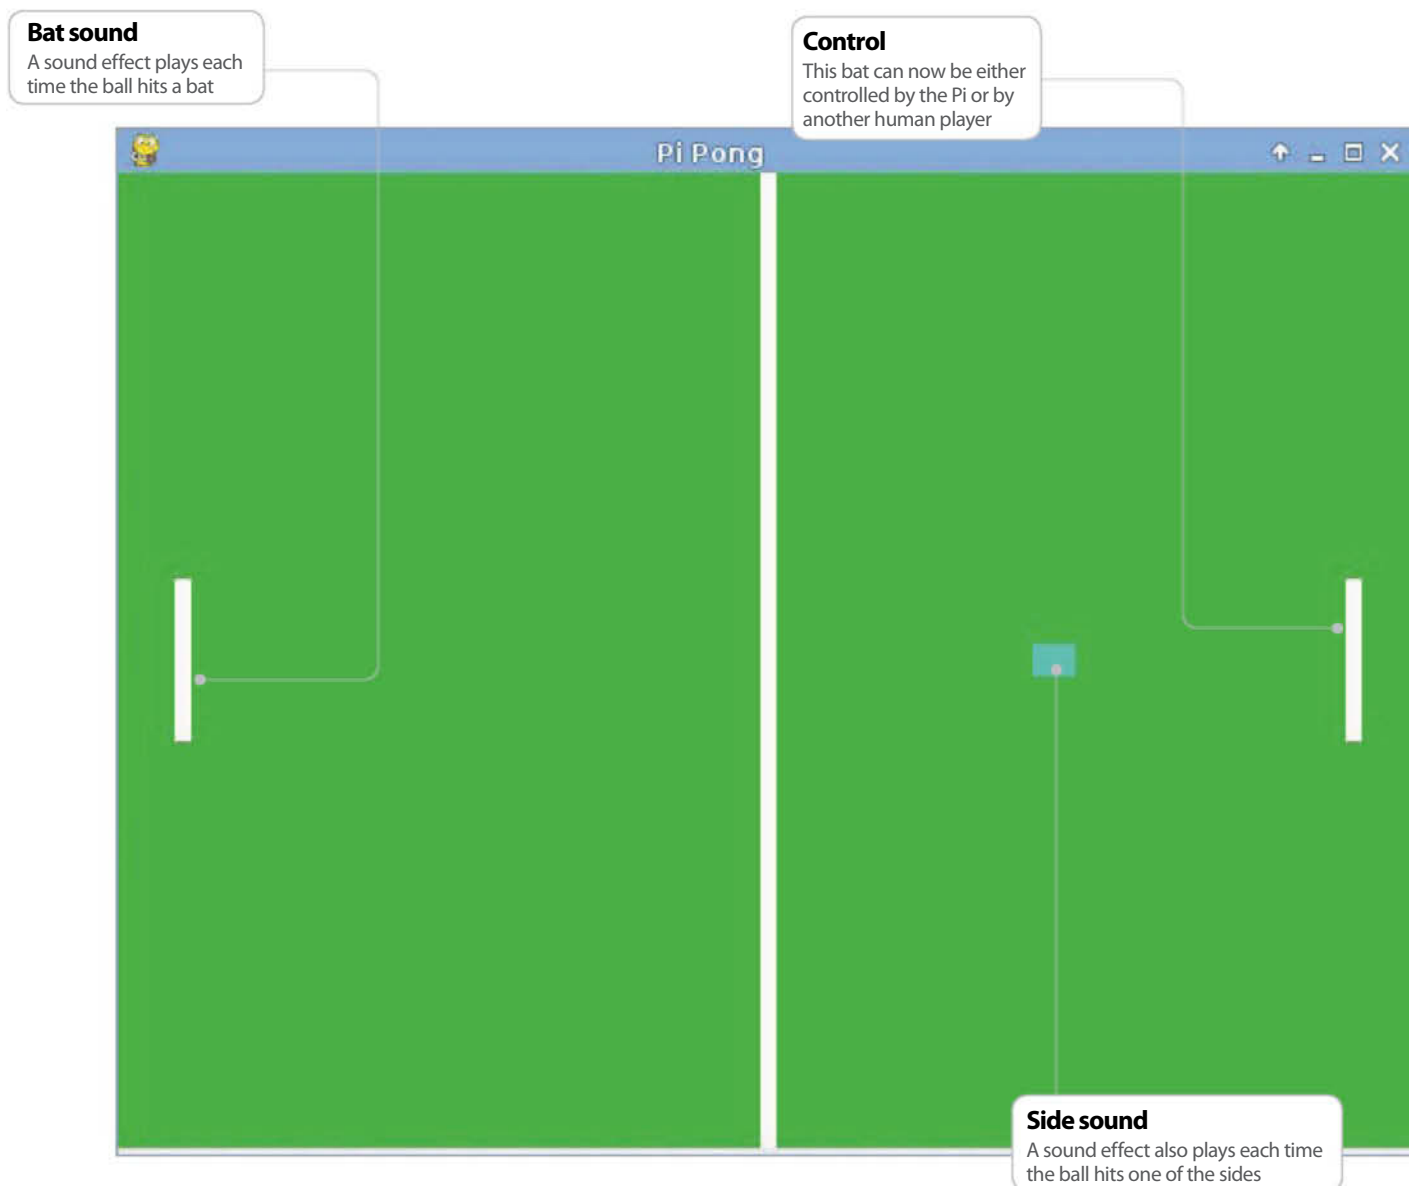 Bat sound
A sound effect plays each
time the ball hits a bat
Control
This bat can now be either
controlled by the Pi or by
another human player
Pi Pong
Side sound
A sound effect also plays each time
the ball hits one of the sides